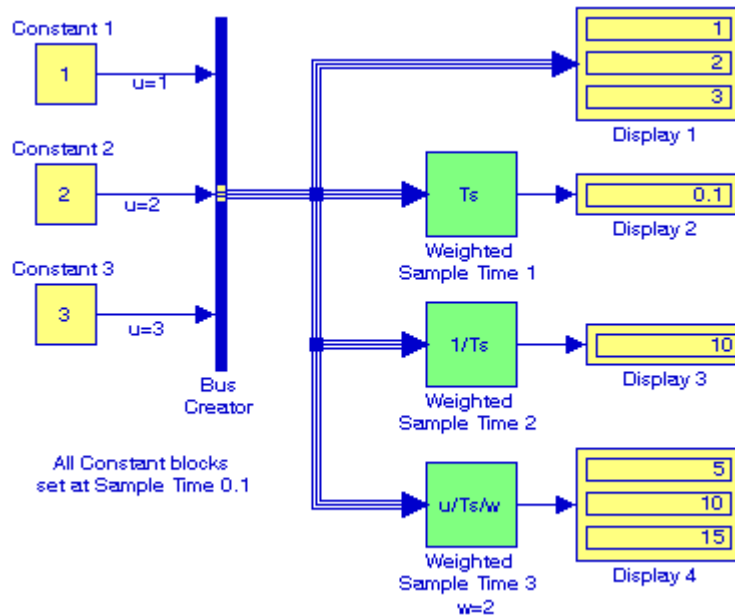 Constant 1
1
u=1
Constant 2
2
u=2
Constant 3
3
u=3
Bus
Creator
All Constant blocks
set at Sample Time 0.1
1
2
3
Display 1
Ts
Weighted
Sample Time 1
0.1
Display 2
1/Ts
Weighted
Sample Time 2
10
Display 3
u/Ts/w
Weighted
Sample Time 3
w=2
5
10
15
Display 4